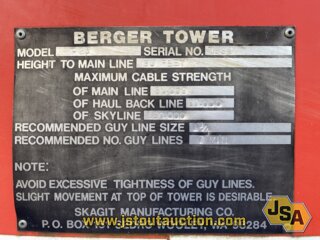 BERGER TOWER
MODEL SERIAL NO.
HEIGHT TO MAIN LINE
MAXIMUM CABLE STRENGTH
OF MAIN LINE
OF HAUL BACK LINE
OF SKYLINE
RECOMMENDED GUY LINE SIZE
RECOMMENDED NO. GUY LINES
NOTE:
AVOID EXCESSIVE TIGHTNESS OF GUY LINES.
SLIGHT MOVEMENT AT TOP OF TOWER IS DESIRABLE
SKAGIT MANUFACTURING CO.
P.O. BOX WA 98284
JSA
www.jstoutauction.com